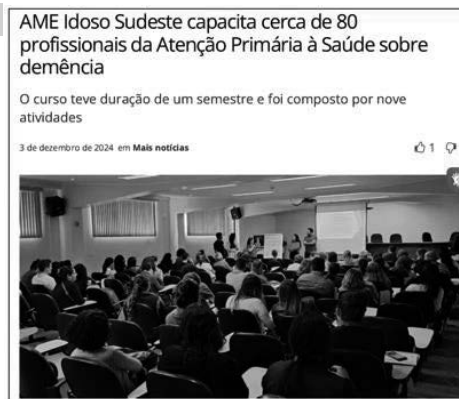 AME Idoso Sudeste capacita cerca de 80
profissionais da Atenção Primária à Saúde sobre
demência
O curso teve duração de um semestre e foi composto por nove
atividades
3 de dezembro de 2024 em Mais notícias
1